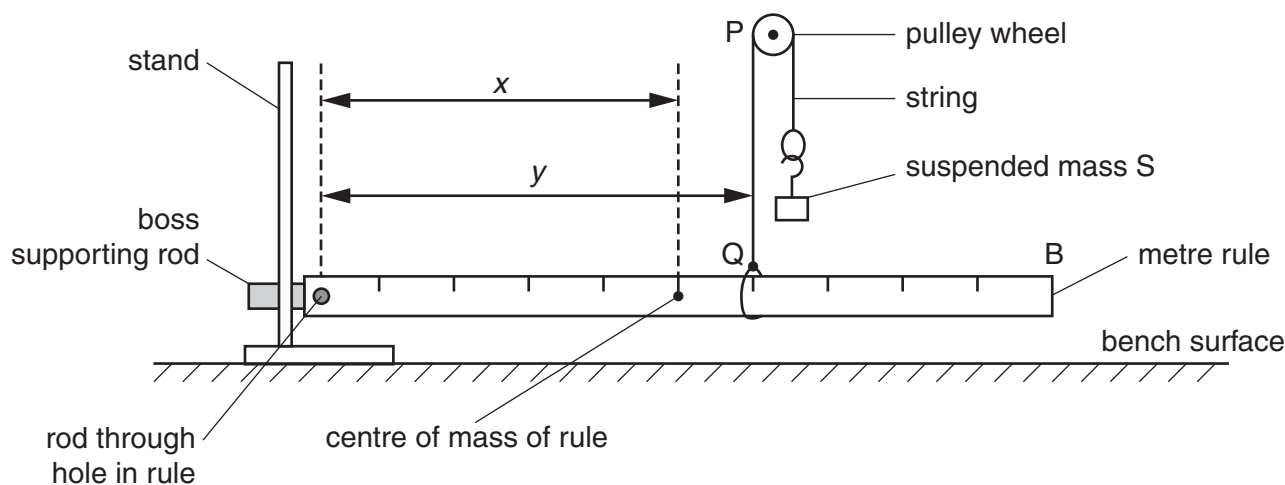 P
pulley wheel
stand
x
string
y
suspended mass S
boss
supporting rod
Q
B
metre rule
bench surface
rod through
hole in rule
centre of mass of rule